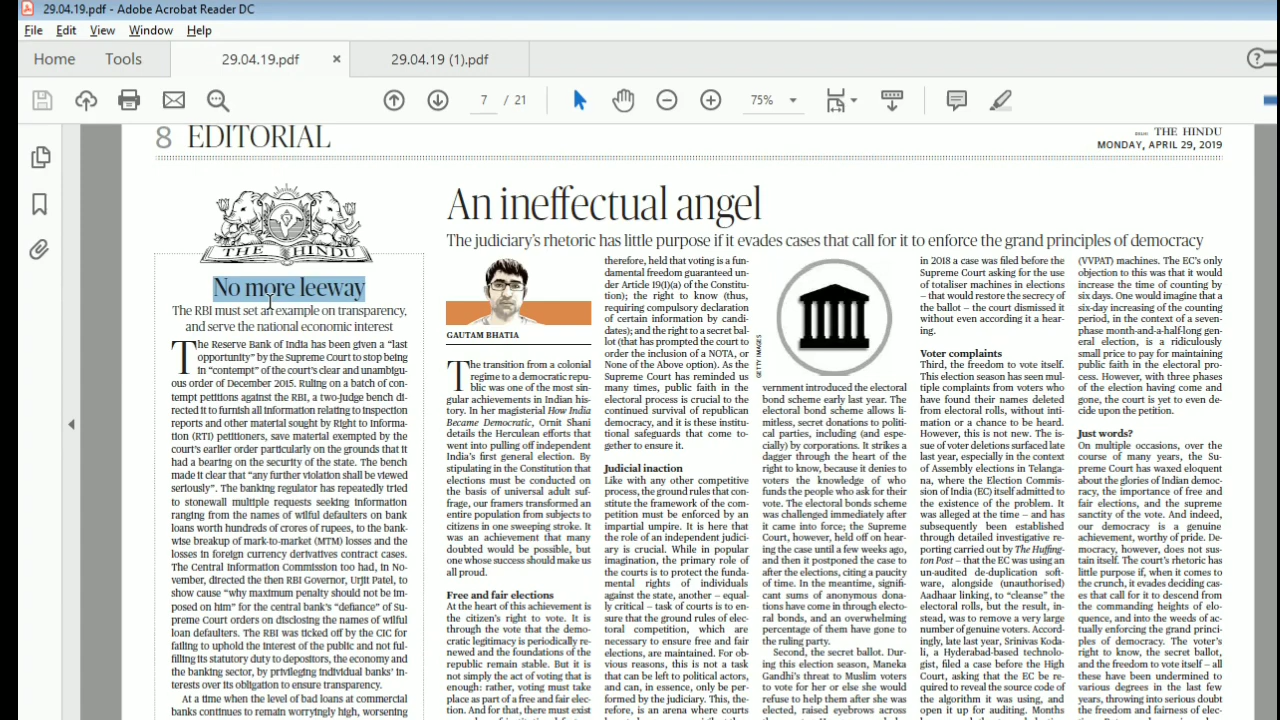 29.04.19.pdf - Adobe Acrobat Reader DC
File Edit View Window Help
Home Tools 29.04.19.pdf × 29.04.19 (1).pdf
7 / 21 75%
8 EDITORIAL
THE HINDU
MONDAY, APRIL 29, 2019
THE HINDU
No more leeway
The RBI must set an example on transparency,
and serve the national economic interest
The Reserve Bank of India has been given a “last
opportunity” by the Supreme Court to stop being
in “contempt” of the court’s clear and unambigu-
ous order of December 2015. Ruling on a batch of con-
tempt petitions against the RBI, a two-judge bench di-
rected it to furnish all information relating to inspection
reports and other material sought by Right to Informa-
tion (RTI) petitioners, save material exempted by the
court’s earlier order particularly on the grounds that it
had a bearing on the security of the state. The bench
made it clear that “any further violation shall be viewed
seriously”. The banking regulator has repeatedly tried
to stonewall multiple requests seeking information
ranging from the names of wilful defaulters on bank
loans worth hundreds of crores of rupees, to the bank-
wise breakup of mark-to-market (MTM) losses and the
losses in foreign currency derivatives contract cases.
The Central Information Commission too had, in No-
vember, directed the then RBI Governor, Urjit Patel, to
show cause “why maximum penalty should not be im-
posed on him” for the central bank’s “defiance” of Su-
preme Court orders on disclosing the names of wilful
loan defaulters. The RBI was ticked off by the CIC for
failing to uphold the interest of the public and not ful-
filling its statutory duty to depositors, the economy and
the banking sector, by privileging individual banks’ in-
terests over its obligation to ensure transparency.
At a time when the level of bad loans at commercial
banks continues to remain worryingly high, worsening
An ineffectual angel
The judiciary’s rhetoric has little purpose if it evades cases that call for it to enforce the grand principles of democracy
GAUTAM BHATIA
The transition from a colonial
regime to a democratic repu-
blic was one of the most sin-
gular achievements in Indian his-
tory. In her magisterial How India
Became Democratic, Ornit Shani
details the Herculean efforts that
went into pulling off independent
India’s first general election. By
stipulating in the Constitution that
elections must be conducted on
the basis of universal adult suf-
frage, our framers transformed an
entire population from subjects to
citizens in one sweeping stroke. It
was an achievement that many
doubted would be possible, but
one whose success should make us
all proud.
Free and fair elections
At the heart of this achievement is
the citizen’s right to vote. It is
through the vote that the demo-
cratic legitimacy is periodically re-
newed and the foundations of the
republic remain stable. But it is
not simply the act of voting that is
enough: rather, voting must take
place as part of a free and fair elec-
tion. And for that, there must exist
therefore, held that voting is a fun-
damental freedom guaranteed un-
der Article 19(1)(a) of the Constitu-
tion); the right to know (thus,
requiring compulsory declaration
of certain information by candi-
dates); and the right to a secret bal-
lot (that has prompted the court to
order the inclusion of a NOTA, or
None of the Above option). As the
Supreme Court has reminded us
many times, public faith in the
electoral process is crucial to the
continued survival of republican
democracy, and it is these institu-
tional safeguards that come to-
gether to ensure it.
Judicial inaction
Like with any other competitive
process, the ground rules that con-
stitute the framework of the com-
petition must be enforced by an
impartial umpire. It is here that
the role of an independent judici-
ary is crucial. While in popular
imagination, the primary role of
the courts is to protect the funda-
mental rights of individuals
against the state, another – equal-
ly critical – task of courts is to en-
sure that the ground rules of elec-
toral competition, which are
necessary to ensure free and fair
elections, are maintained. For ob-
vious reasons, this is not a task
that can be left to political actors,
and can, in essence, only be per-
formed by the judiciary. This, the-
refore, is an arena where courts
GETTY IMAGES
vernment introduced the electoral
bond scheme early last year. The
electoral bond scheme allows li-
mitless, secret donations to politi-
cal parties, including (and espe-
cially) by corporations. It strikes a
dagger through the heart of the
right to know, because it denies to
voters the knowledge of who
funds the people who ask for their
vote. The electoral bonds scheme
was challenged immediately after
it came into force; the Supreme
Court, however, held off on hear-
ing the case until a few weeks ago,
and then it postponed the case to
after the elections, citing a paucity
of time. In the meantime, signifi-
cant sums of anonymous dona-
tions have come in through electo-
ral bonds, and an overwhelming
percentage of them have gone to
the ruling party.
Second, the secret ballot. Dur-
ing this election season, Maneka
Gandhi’s threat to Muslim voters
to vote for her or else she would
refuse to help them after she was
elected, raised eyebrows across
in 2018 a case was filed before the
Supreme Court asking for the use
of totaliser machines in elections
– that would restore the secrecy of
the ballot – the court dismissed it
without even according it a hear-
ing.
Voter complaints
Third, the freedom to vote itself.
This election season has seen mul-
tiple complaints from voters who
have found their names deleted
from electoral rolls, without inti-
mation or a chance to be heard.
However, this is not new. The is-
sue of voter deletions surfaced late
last year, especially in the context
of Assembly elections in Telanga-
na, where the Election Commis-
sion of India (EC) itself admitted to
the existence of the problem. It
was alleged at the time – and has
subsequently been established
through detailed investigative re-
porting carried out by The Huffing-
ton Post – that the EC was using an
un-audited de-duplication soft-
ware, alongside (unauthorised)
Aadhaar linking, to “cleanse” the
electoral rolls, but the result, in-
stead, was to remove a very large
number of genuine voters. Accord-
ingly, late last year, Srinivas Koda-
li, a Hyderabad-based technolo-
gist, filed a case before the High
Court, asking that the EC be re-
quired to reveal the source code of
the algorithm it was using, and
open it up for auditing. Months
(VVPAT) machines. The EC’s only
objection to this was that it would
increase the time of counting by
six days. One would imagine that a
six-day increasing of the counting
period, in the context of a seven-
phase month-and-a-half-long gen-
eral election, is a ridiculously
small price to pay for maintaining
public faith in the electoral pro-
cess. However, with three phases
of the election having come and
gone, the court is yet to even de-
cide upon the petition.
Just words?
On multiple occasions, over the
course of many years, the Su-
preme Court has waxed eloquent
about the glories of Indian democ-
racy, the importance of free and
fair elections, and the supreme
sanctity of the vote. And indeed,
our democracy is a genuine
achievement, worthy of pride. De-
mocracy, however, does not sus-
tain itself. The court’s rhetoric has
little purpose if, when it comes to
the crunch, it evades deciding cas-
es that call for it to descend from
the commanding heights of elo-
quence, and into the weeds of ac-
tually enforcing the grand princi-
ples of democracy. The voter’s
right to know, the secret ballot,
and the freedom to vote itself – all
these have been undermined to
various degrees in the last few
years, throwing into serious doubt
the freedom and fairness of elec-